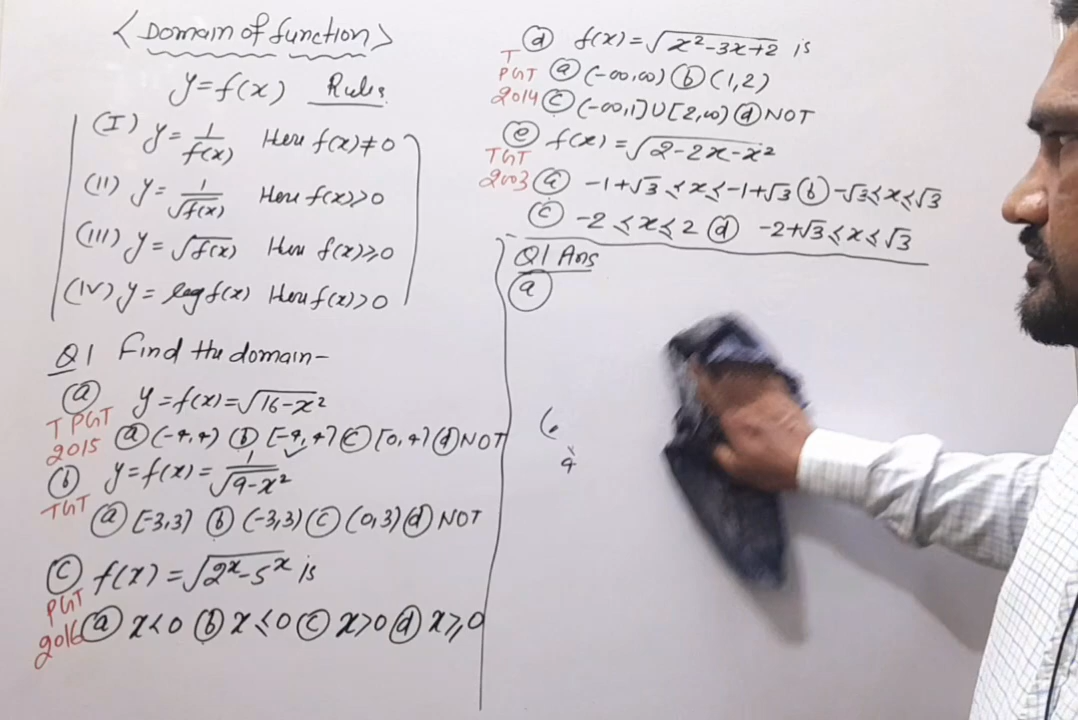 <Domain of function>
y=f(x) Rules
(I) y=1/f(x) Here f(x)≠0
(II) y=1/√f(x) Here f(x)>0
(III) y=√f(x) Here f(x)≥0
(IV) y=log f(x) Here f(x)>0
Q1 Find the domain-
(a) y=f(x)=√16-x²
T PGT 2015 (a) (-4,4) (b) [-4,4] ✓ (c) [0,4) (d) NOT
(b) y=f(x)=1/√9-x²
TGT (a) [-3,3) (b) (-3,3) (c) (0,3) (d) NOT
(c) f(x)=√2ˣ-5ˣ is
PGT 2016 (a) x<0 (b) x≤0 (c) x>0 (d) x≥0
(d) f(x)=√x²-3x+2 is
T PGT 2014 (a) (-∞,∞) (b) (1,2)
(c) (-∞,1]∪[2,∞) (d) NOT
(e) f(x)=√2-2x-x²
TGT 2003 (a) -1+√3≤x≤-1+√3 (b) -√3≤x≤√3
(c) -2≤x≤2 (d) -2+√3≤x≤√3
Q1 Ans
(a)